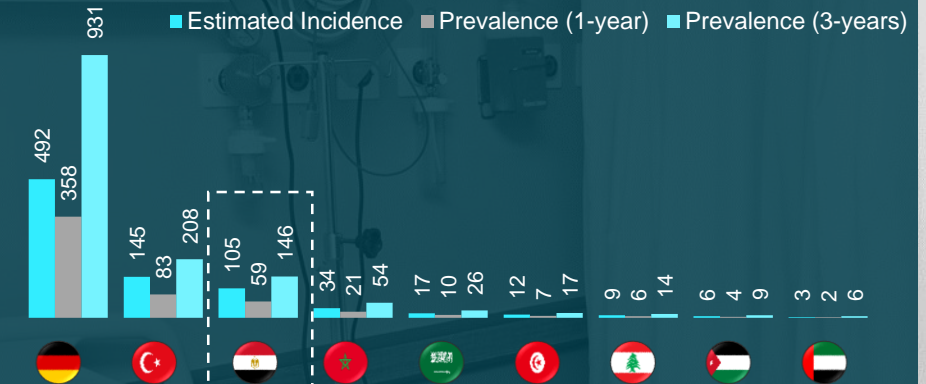 Estimated Incidence Prevalence (1-year) Prevalence (3-years)
492 358 931
145 83 208
105 59 146
34 21 54
17 10 26
12 7 17
9 6 14
6 4 9
3 2 6